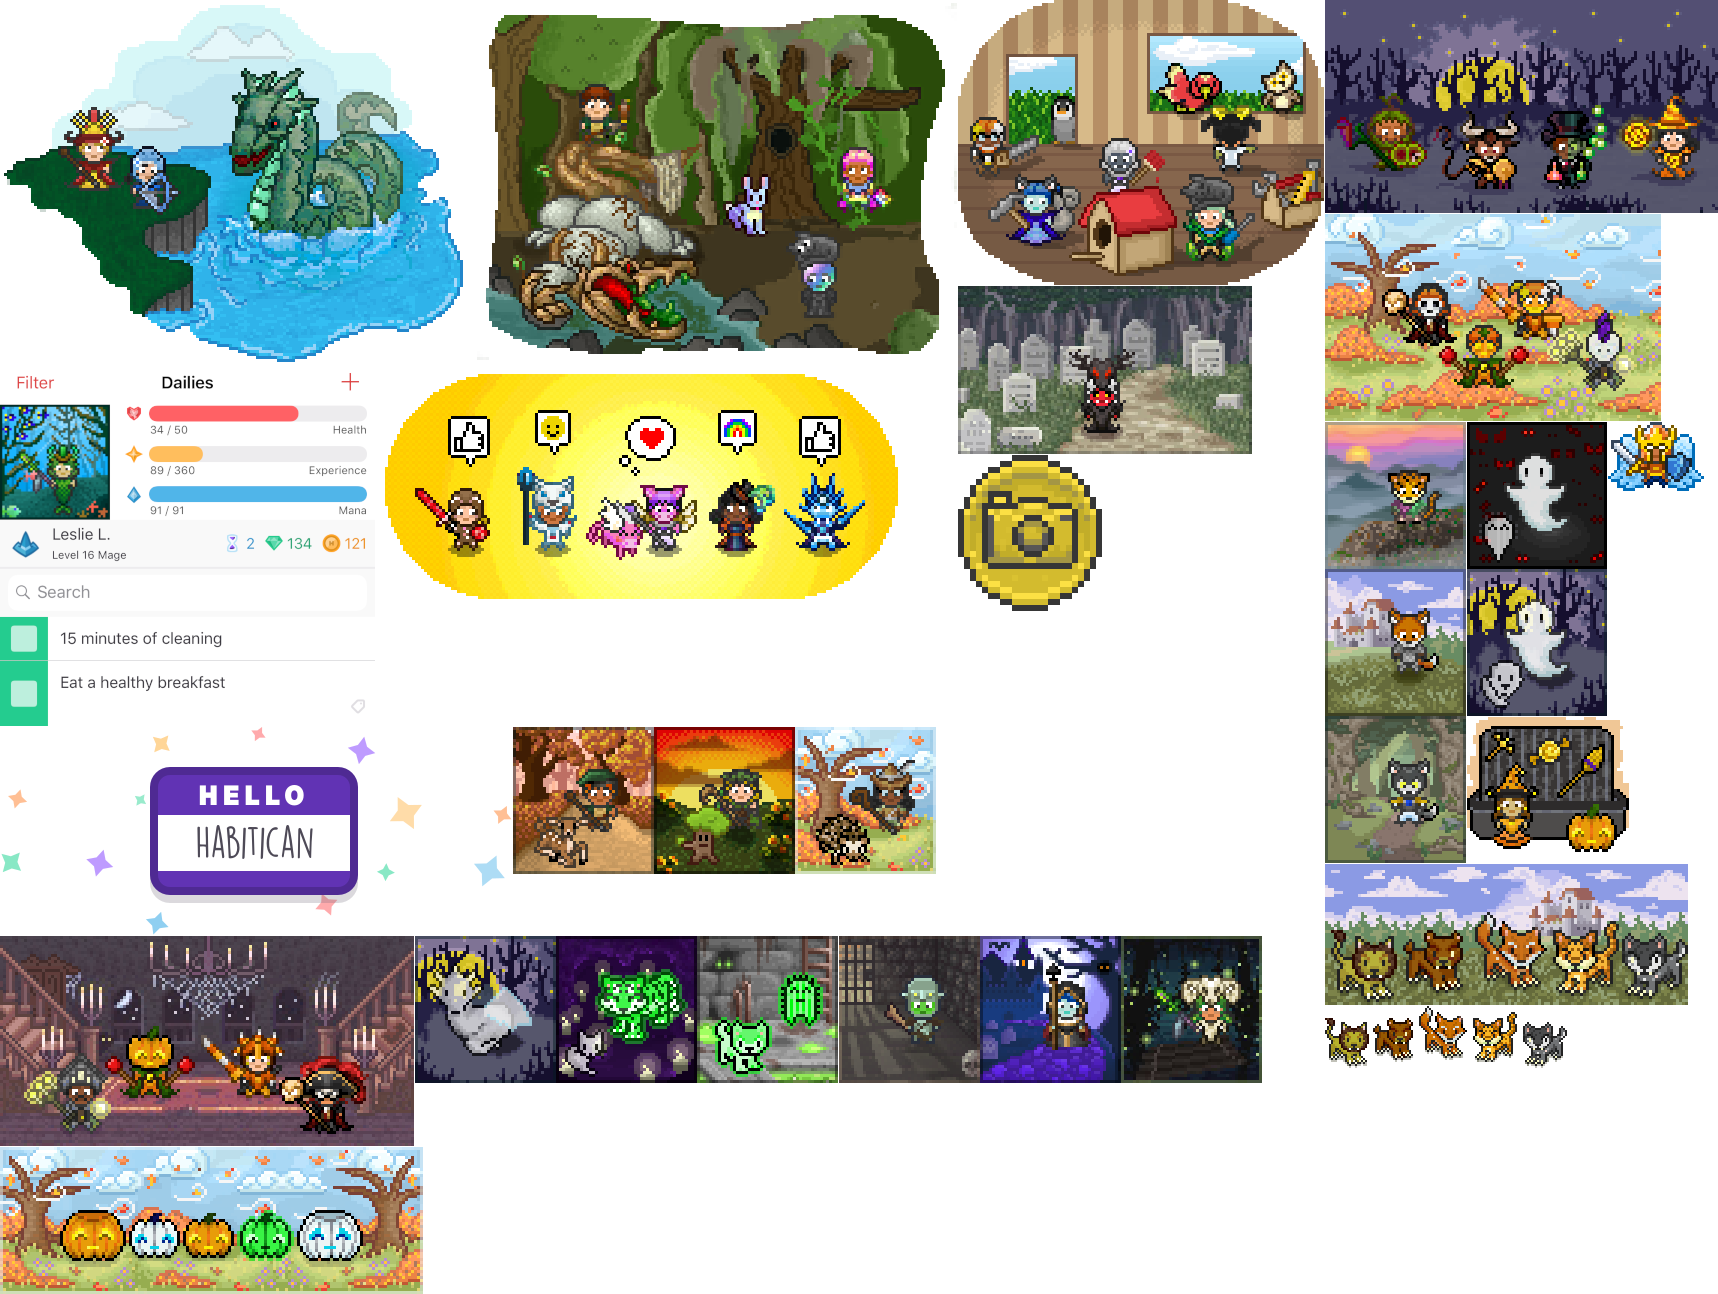 Filter Dailies +
34 / 50 Health
89 / 360 Experience
91 / 91 Mana
Leslie L.
Level 16 Mage
2 134 121
Search
15 minutes of cleaning
Eat a healthy breakfast
HELLO
HABITICAN